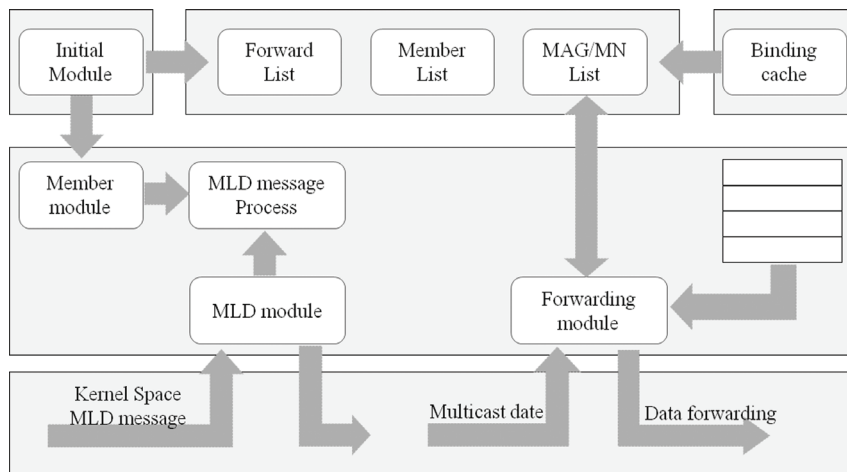 Initial
Module
Forward
List
Member
List
MAG/MN
List
Binding
cache
Member
module
MLD message
Process
MLD module
Forwarding
module
Kernel Space
MLD message
Multicast date
Data forwarding